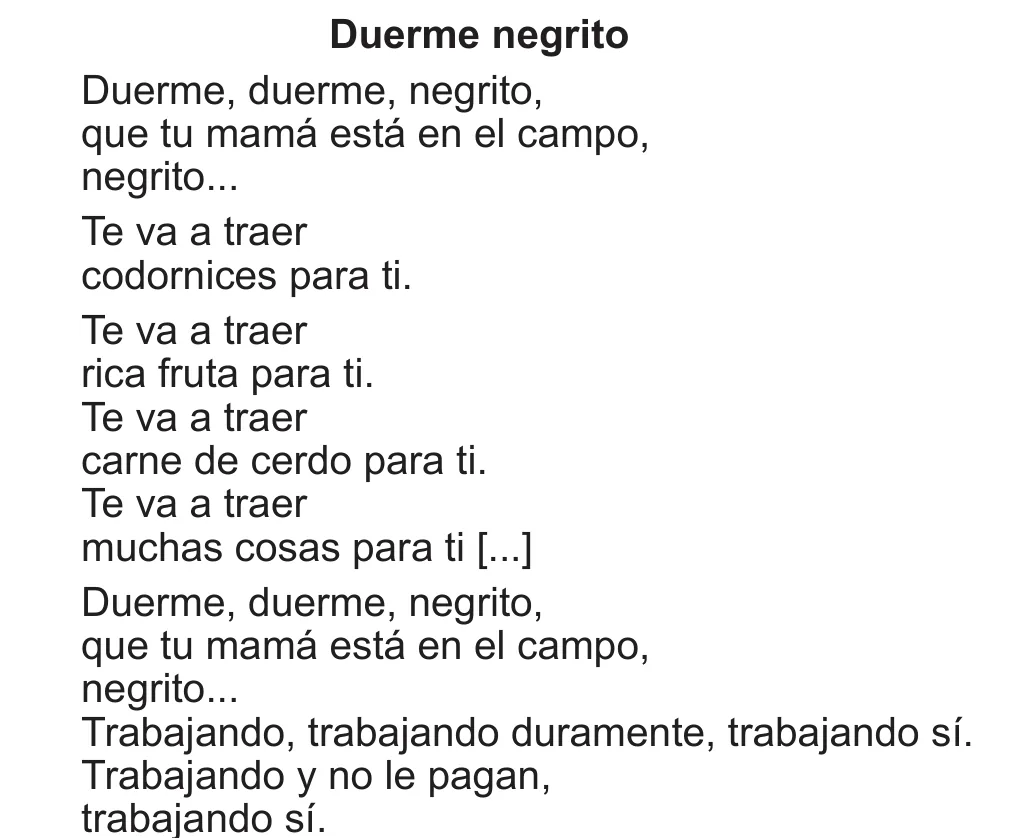 Duerme negrito
Duerme, duerme, negrito,
que tu mamá está en el campo,
negrito...
Te va a traer
codornices para ti.
Te va a traer
rica fruta para ti.
Te va a traer
carne de cerdo para ti.
Te va a traer
muchas cosas para ti [...]
Duerme, duerme, negrito,
que tu mamá está en el campo,
negrito...
Trabajando, trabajando duramente, trabajando sí.
Trabajando y no le pagan,
trabajando sí.